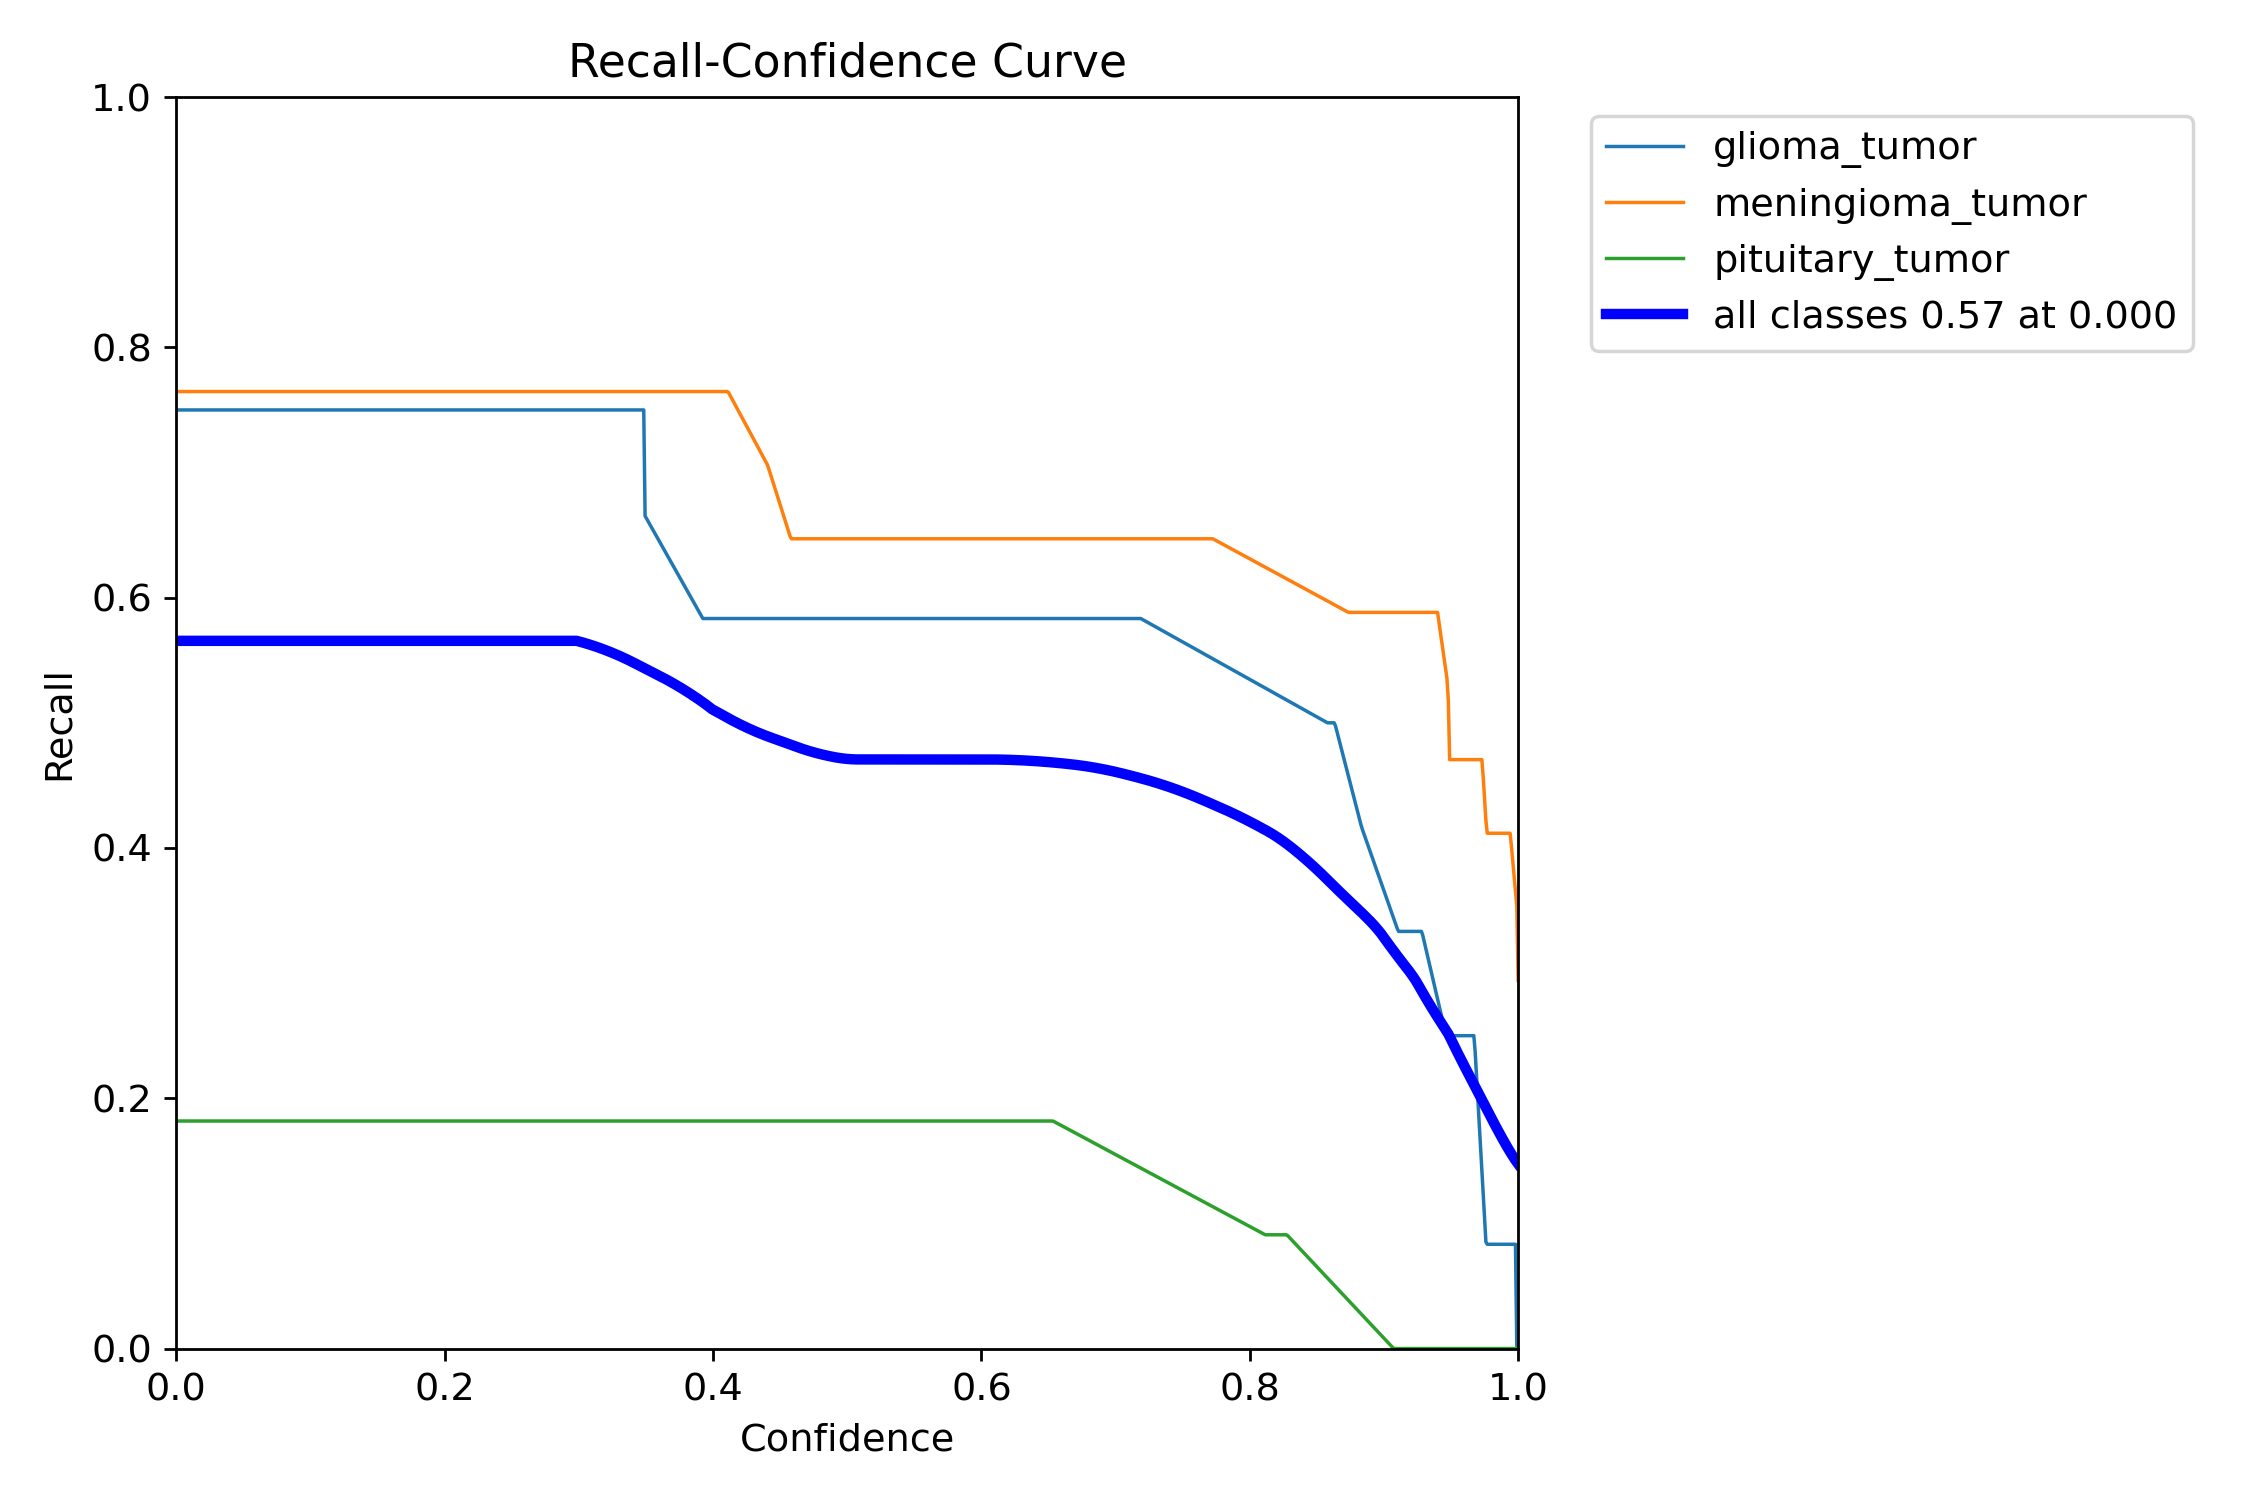 Recall-Confidence Curve
1.0
0.8
0.6
0.4
0.2
0.0
Recall
0.0 0.2 0.4 0.6 0.8 1.0
Confidence
glioma_tumor
meningioma_tumor
pituitary_tumor
all classes 0.57 at 0.000